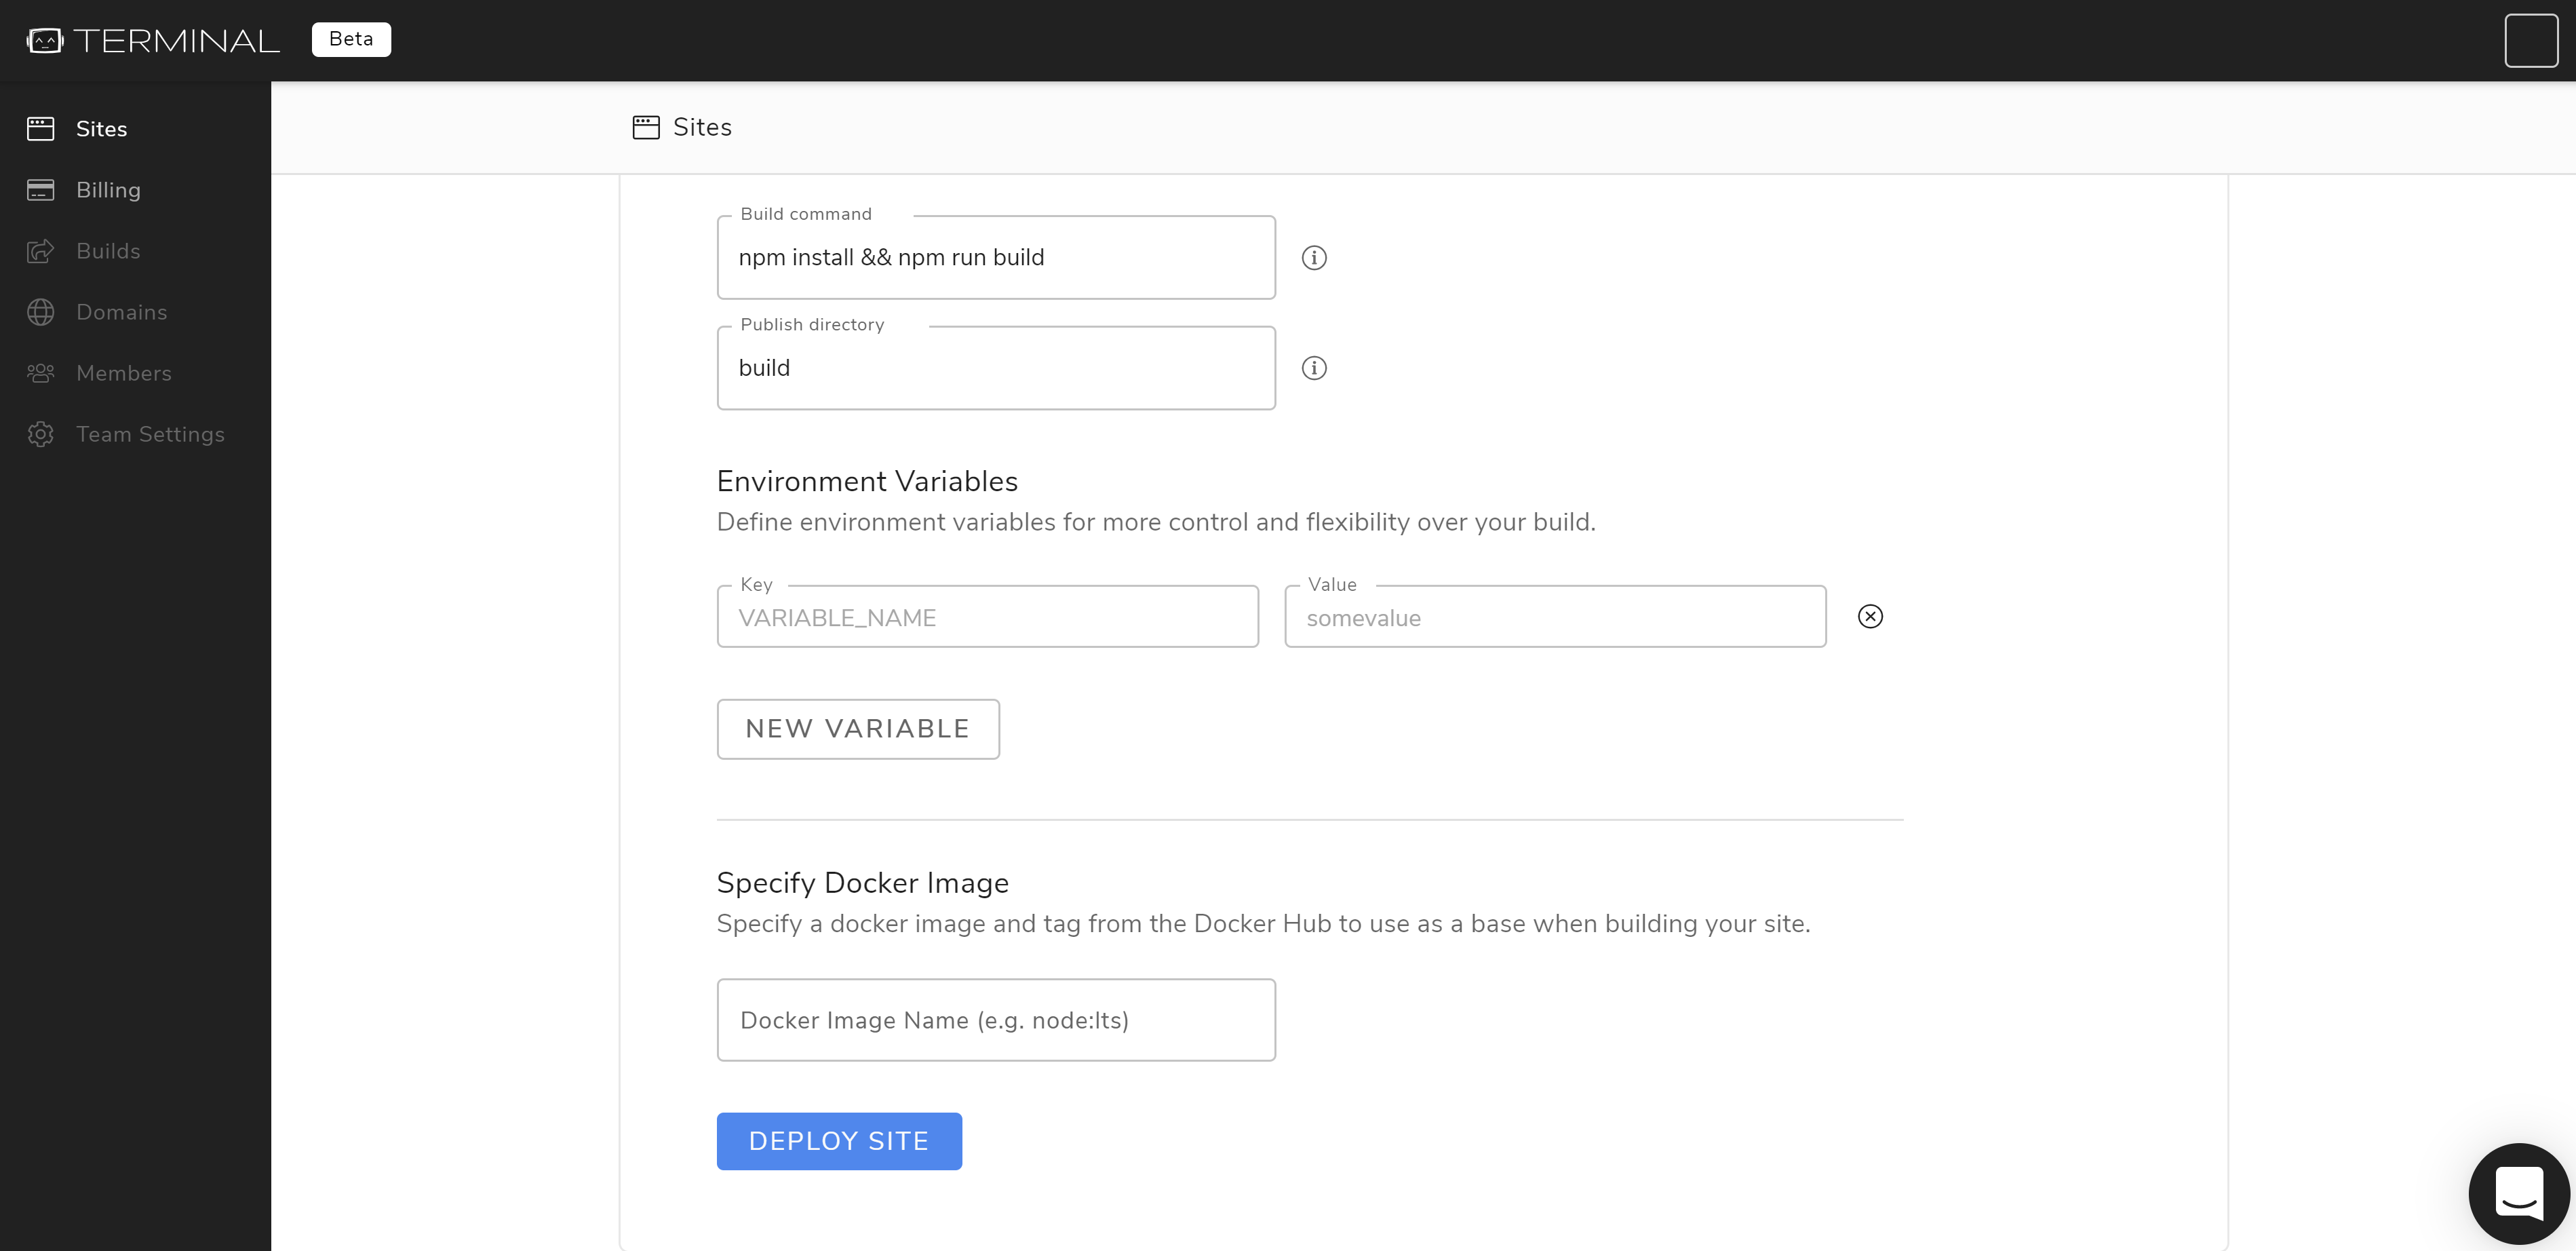 TERMINAL
Beta
Sites
Billing
Builds
Domains
Members
Team Settings
Sites
Build command
npm install && npm run build
Publish directory
build
Environment Variables
Define environment variables for more control and flexibility over your build.
Key
VARIABLE_NAME
Value
somevalue
NEW VARIABLE
Specify Docker Image
Specify a docker image and tag from the Docker Hub to use as a base when building your site.
Docker Image Name (e.g. node:lts)
DEPLOY SITE